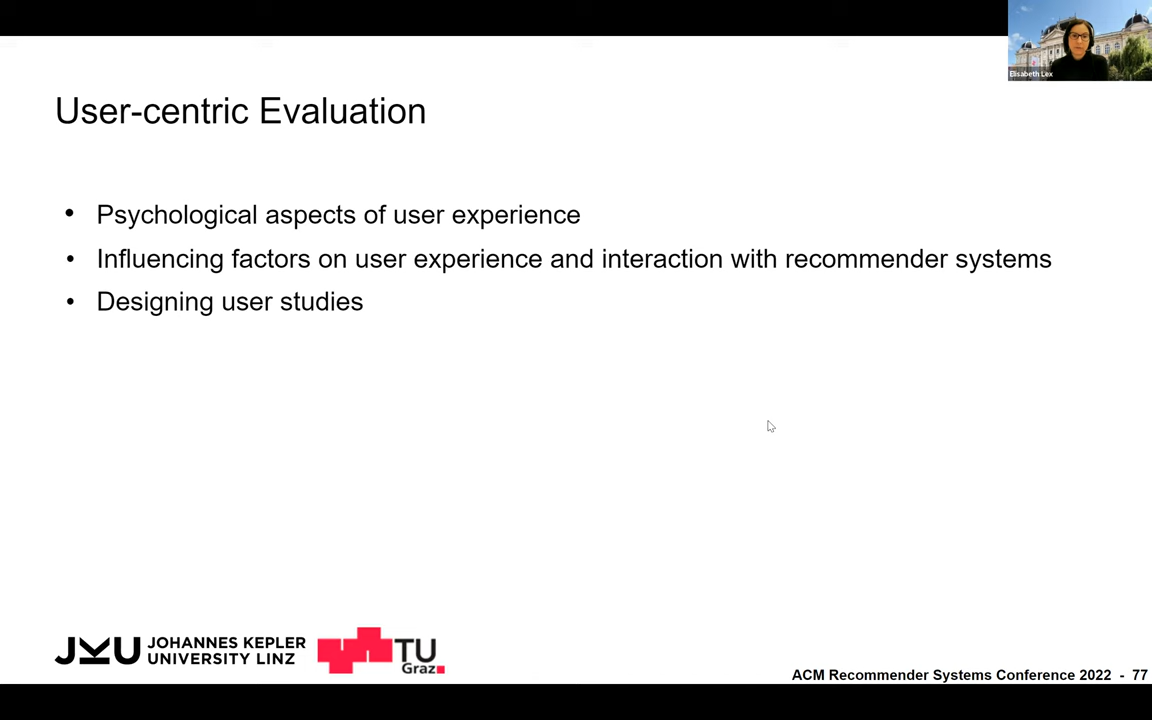 Elisabeth Lex
User-centric Evaluation
• Psychological aspects of user experience
• Influencing factors on user experience and interaction with recommender systems
• Designing user studies
JKU JOHANNES KEPLER
UNIVERSITY LINZ
TU
Graz
ACM Recommender Systems Conference 2022 - 77